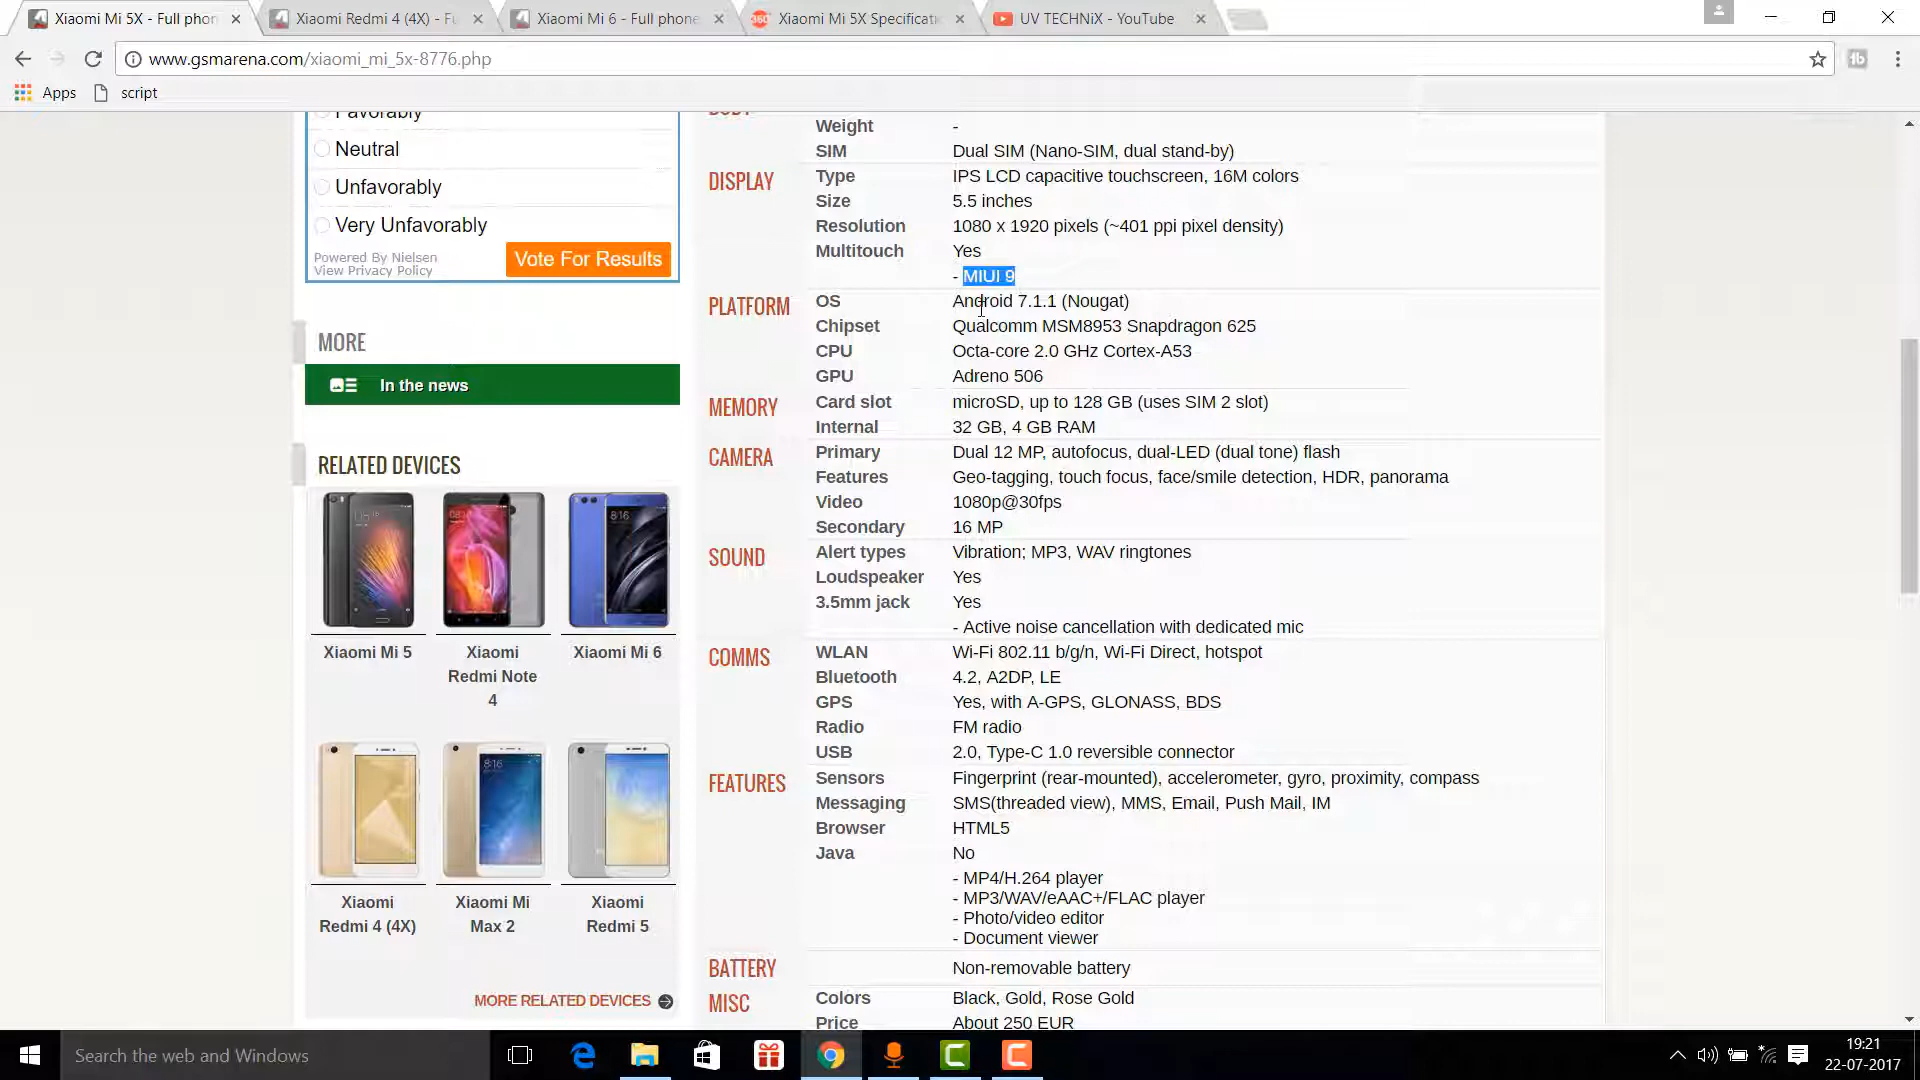 Xiaomi Mi 5X - Full phon
Xiaomi Redmi 4 (4X) - Fu
Xiaomi Mi 6 - Full phone
Xiaomi Mi 5X Specificati
UV TECHNiX - YouTube
www.gsmarena.com/xiaomi_mi_5x-8776.php
Apps
script
Favorably
Neutral
Unfavorably
Very Unfavorably
Powered By Nielsen
View Privacy Policy
Vote For Results
MORE
In the news
RELATED DEVICES
Xiaomi Mi 5
Xiaomi
Redmi Note
4
Xiaomi Mi 6
Xiaomi
Redmi 4 (4X)
Xiaomi Mi
Max 2
Xiaomi
Redmi 5
MORE RELATED DEVICES
BODY
Weight -
SIM Dual SIM (Nano-SIM, dual stand-by)
DISPLAY Type IPS LCD capacitive touchscreen, 16M colors
Size 5.5 inches
Resolution 1080 x 1920 pixels (~401 ppi pixel density)
Multitouch Yes
- MIUI 9
PLATFORM OS Android 7.1.1 (Nougat)
Chipset Qualcomm MSM8953 Snapdragon 625
CPU Octa-core 2.0 GHz Cortex-A53
GPU Adreno 506
MEMORY Card slot microSD, up to 128 GB (uses SIM 2 slot)
Internal 32 GB, 4 GB RAM
CAMERA Primary Dual 12 MP, autofocus, dual-LED (dual tone) flash
Features Geo-tagging, touch focus, face/smile detection, HDR, panorama
Video 1080p@30fps
Secondary 16 MP
SOUND Alert types Vibration; MP3, WAV ringtones
Loudspeaker Yes
3.5mm jack Yes
- Active noise cancellation with dedicated mic
COMMS WLAN Wi-Fi 802.11 b/g/n, Wi-Fi Direct, hotspot
Bluetooth 4.2, A2DP, LE
GPS Yes, with A-GPS, GLONASS, BDS
Radio FM radio
USB 2.0, Type-C 1.0 reversible connector
FEATURES Sensors Fingerprint (rear-mounted), accelerometer, gyro, proximity, compass
Messaging SMS(threaded view), MMS, Email, Push Mail, IM
Browser HTML5
Java No
- MP4/H.264 player
- MP3/WAV/eAAC+/FLAC player
- Photo/video editor
- Document viewer
BATTERY Non-removable battery
MISC Colors Black, Gold, Rose Gold
Price About 250 EUR
Search the web and Windows
19:21
22-07-2017